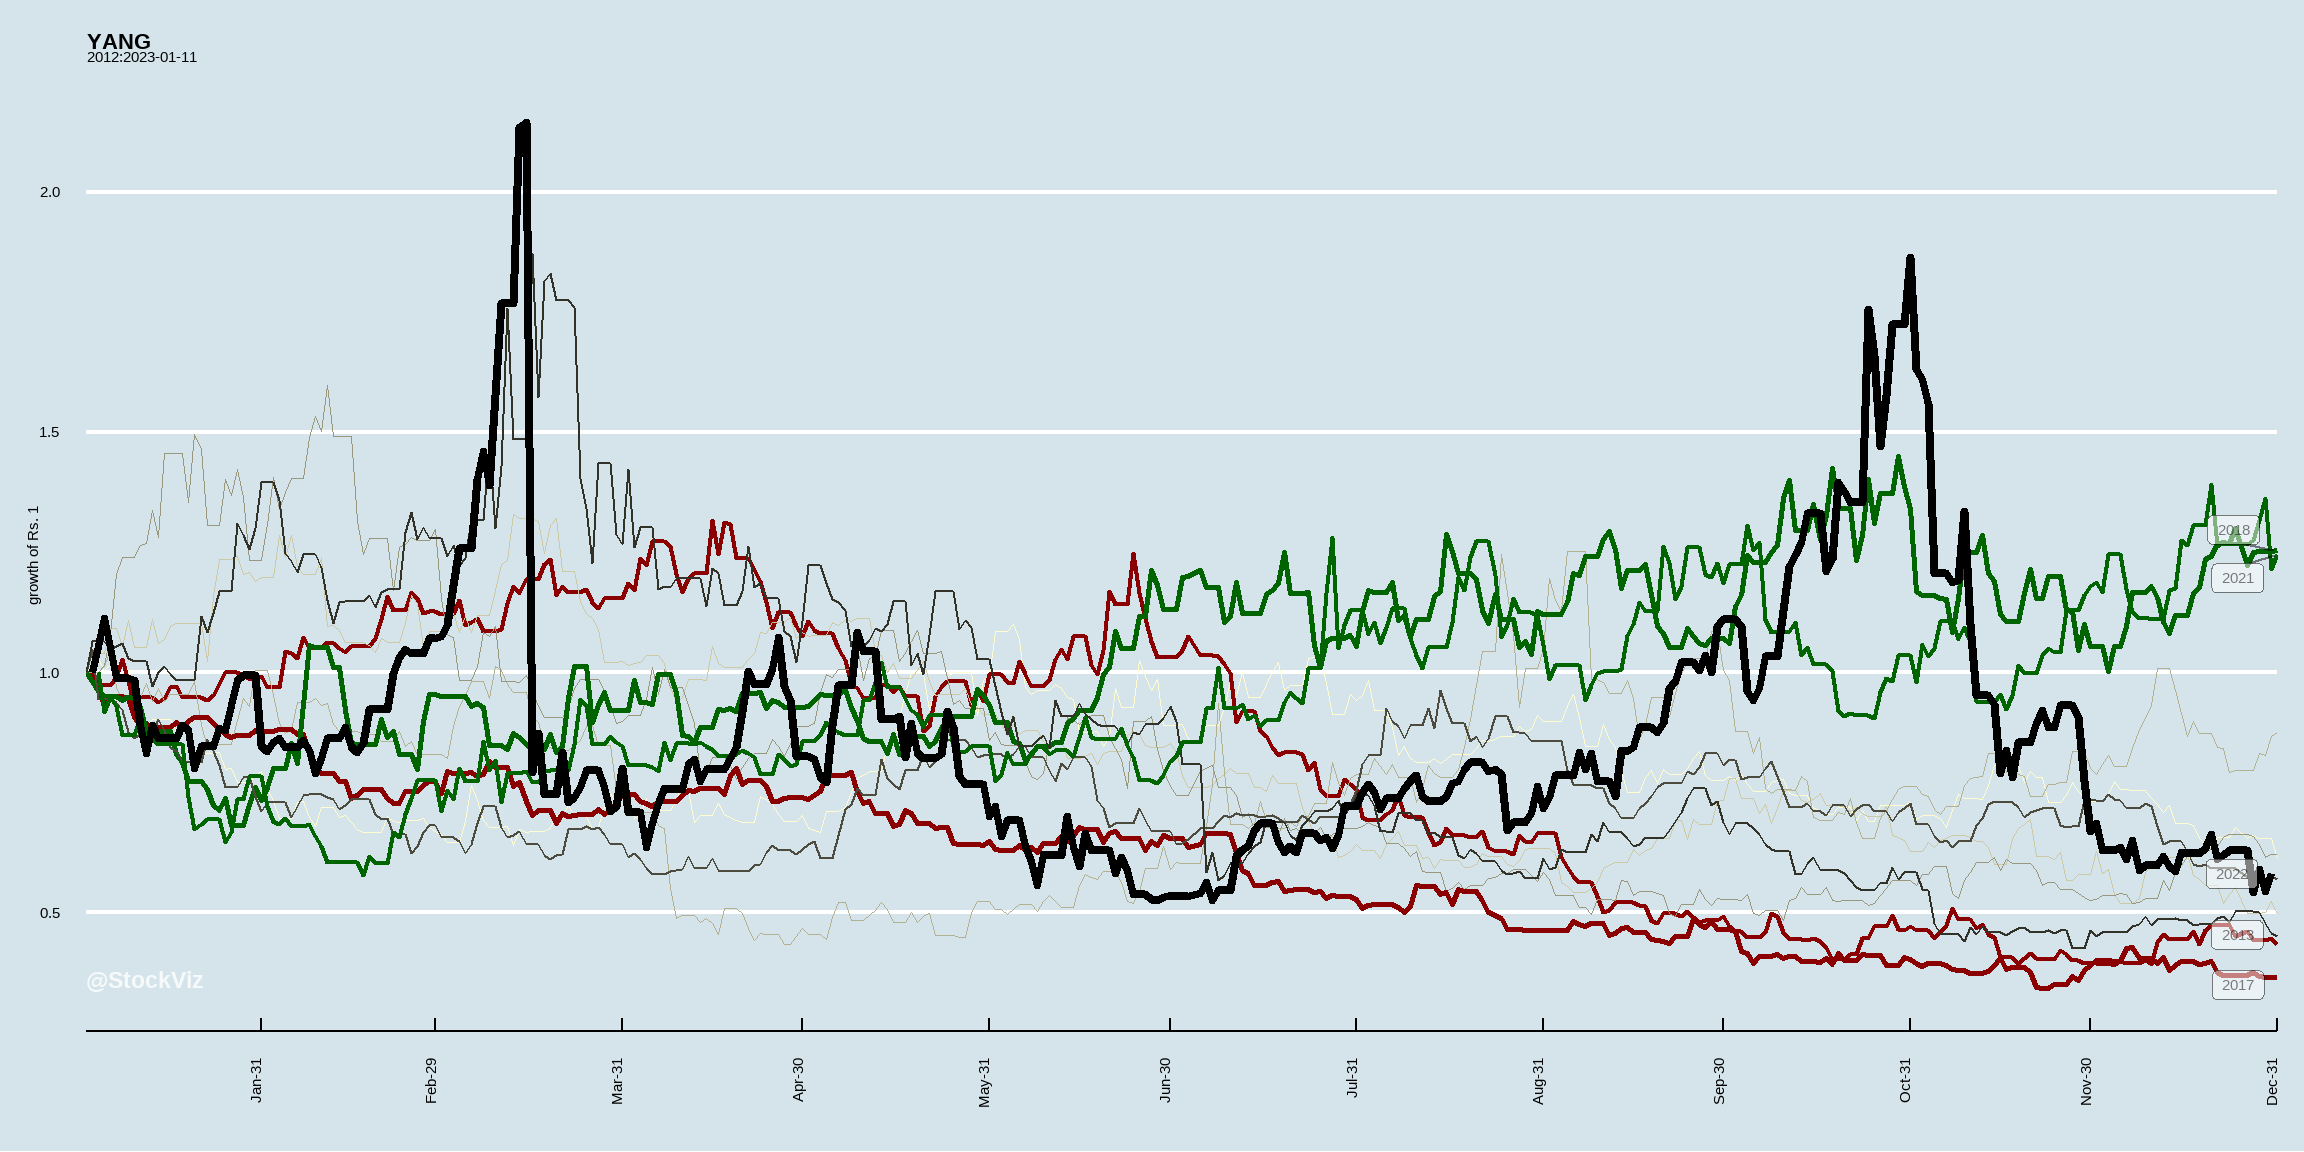 YANG
2012:2023-01-11
2.0
1.5
growth of Rs. 1
1.0
0.5
2018
2021
2022
2013
2017
@StockViz
Jan-31
Feb-29
Mar-31
Apr-30
May-31
Jun-30
Jul-31
Aug-31
Sep-30
Oct-31
Nov-30
Dec-31